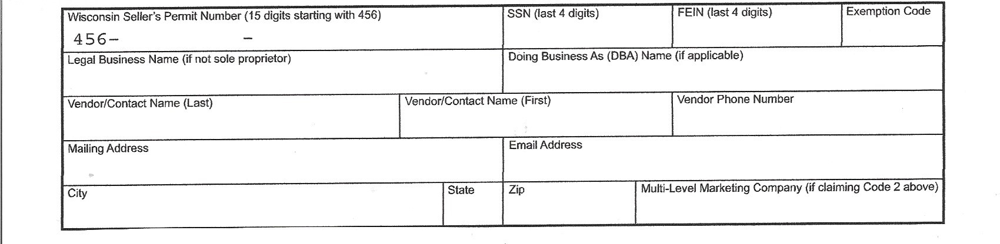 Wisconsin Seller's Permit Number (15 digits starting with 456)
SSN (last 4 digits)
FEIN (last 4 digits)
Exemption Code
456– –
Legal Business Name (if not sole proprietor)
Doing Business As (DBA) Name (if applicable)
Vendor/Contact Name (Last)
Vendor/Contact Name (First)
Vendor Phone Number
Mailing Address
Email Address
City
State
Zip
Multi-Level Marketing Company (if claiming Code 2 above)